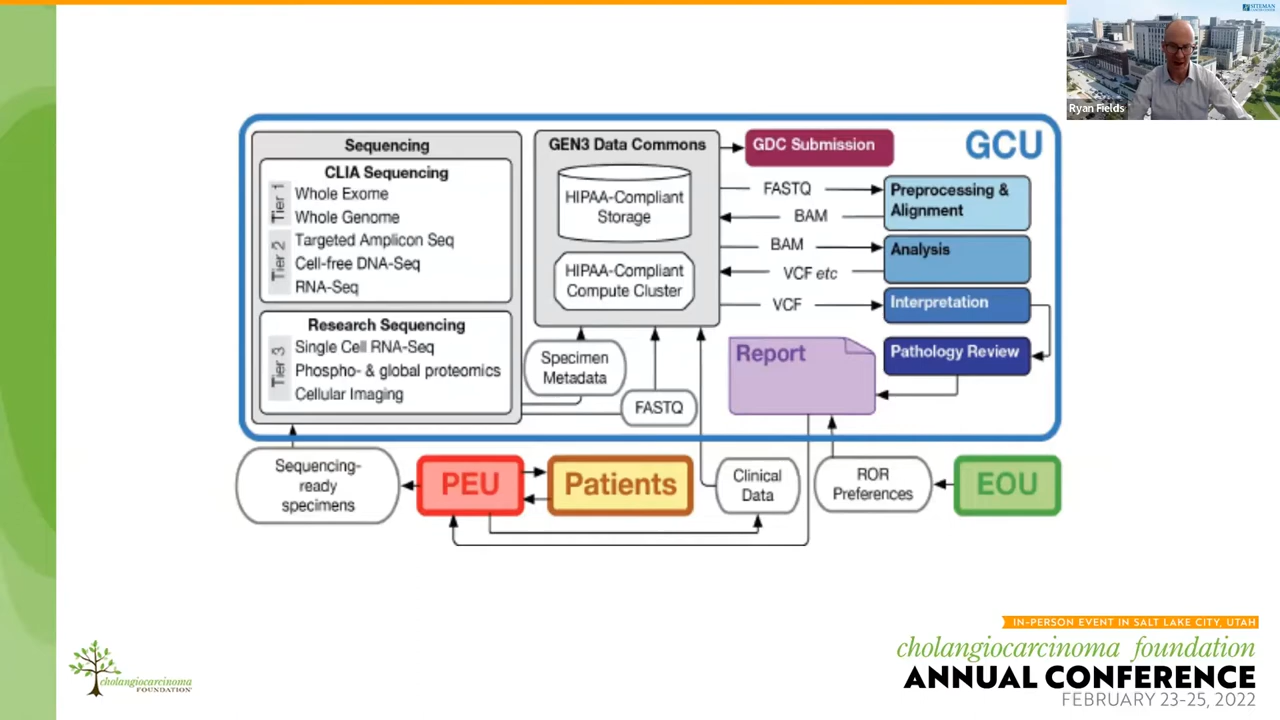 SITEMAN
Ryan Fields
GCU
Sequencing
CLIA Sequencing
Tier 1
Whole Exome
Whole Genome
Tier 2
Targeted Amplicon Seq
Cell-free DNA-Seq
RNA-Seq
Research Sequencing
Tier 3
Single Cell RNA-Seq
Phospho- & global proteomics
Cellular Imaging
GEN3 Data Commons
HIPAA-Compliant
Storage
HIPAA-Compliant
Compute Cluster
GDC Submission
FASTQ
BAM
Preprocessing &
Alignment
BAM
VCF etc
Analysis
VCF
Interpretation
Pathology Review
Report
Specimen
Metadata
FASTQ
Sequencing-
ready
specimens
PEU
Patients
Clinical
Data
ROR
Preferences
EOU
cholangiocarcinoma
FOUNDATION
IN-PERSON EVENT IN SALT LAKE CITY, UTAH
cholangiocarcinoma foundation
ANNUAL CONFERENCE
FEBRUARY 23-25, 2022